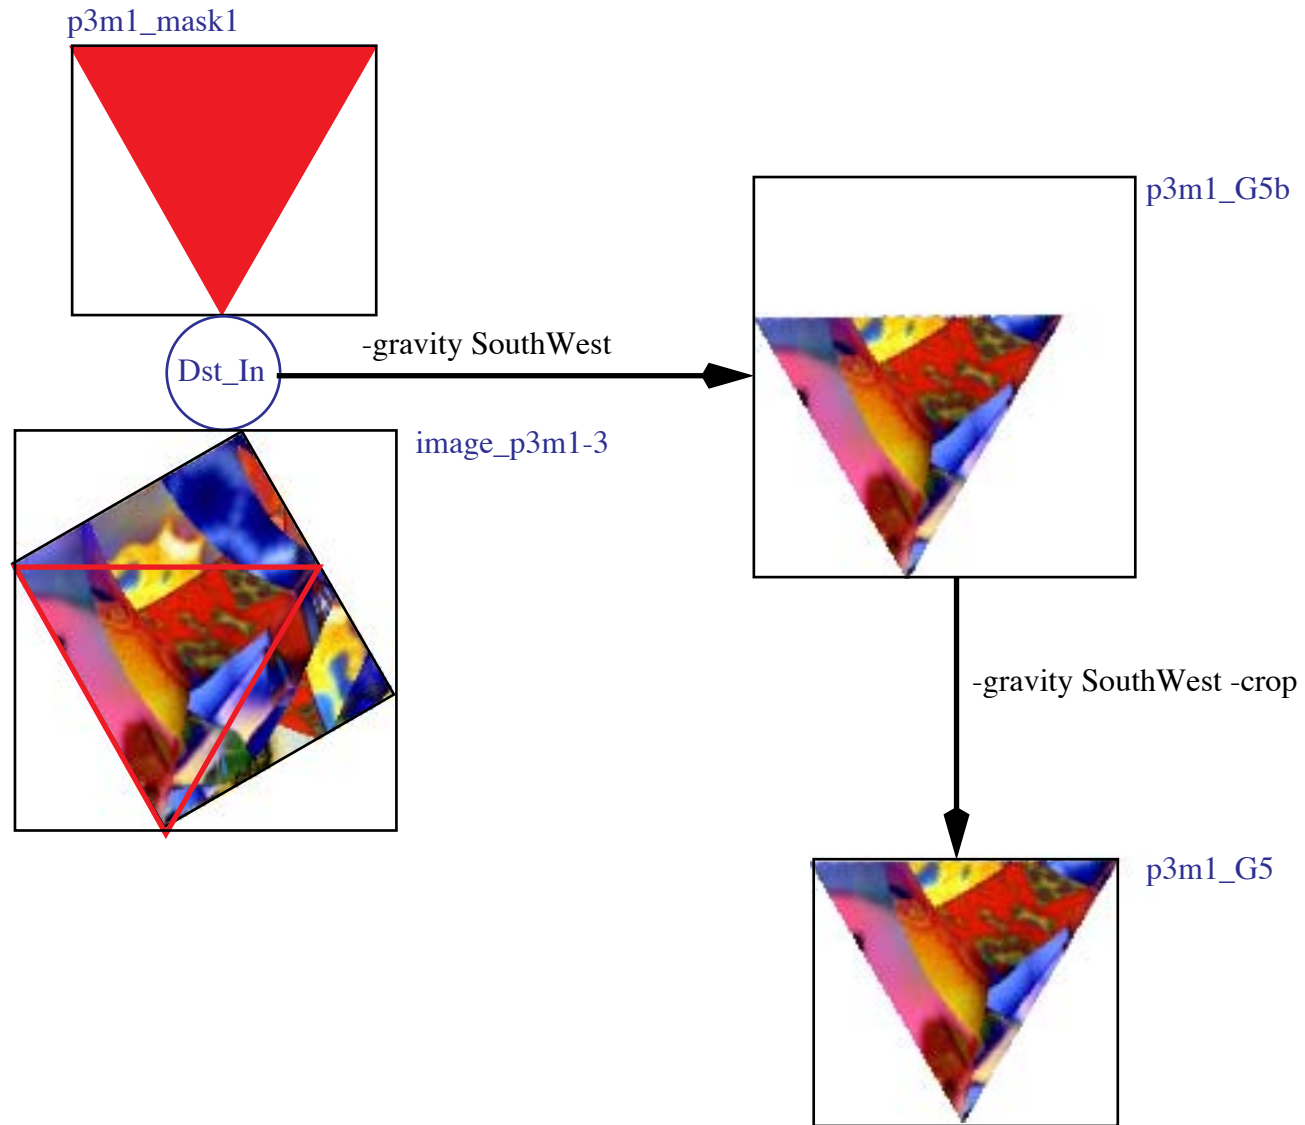 p3m1_mask1
p3m1_G5b
-gravity SouthWest
Dst_In
image_p3m1-3
-gravity SouthWest -crop
p3m1_G5